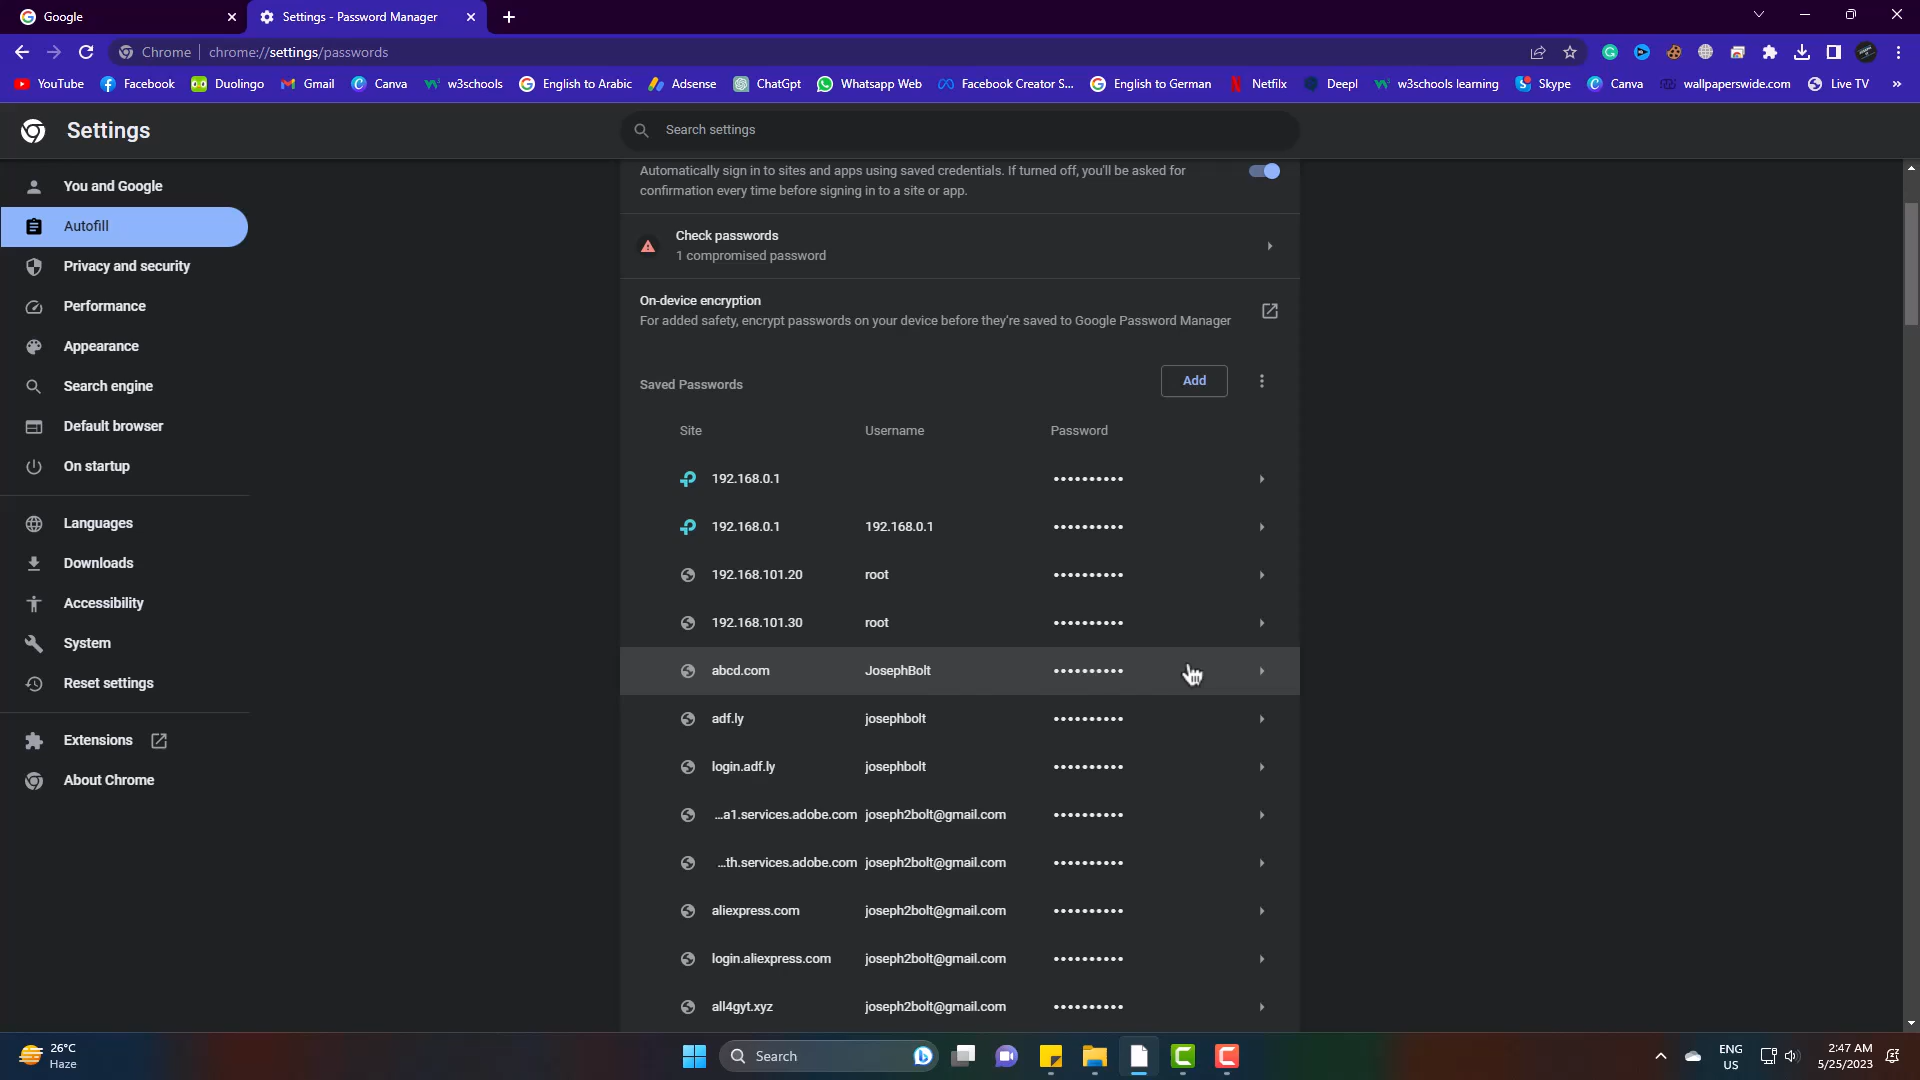 Google
Settings - Password Manager
Chrome | chrome://settings/passwords
YouTube Facebook Duolingo Gmail Canva w3schools English to Arabic Adsense ChatGpt Whatsapp Web Facebook Creator S... English to German Netfilx Deepl w3schools learning Skype Canva wallpaperswide.com Live TV »
Settings
Search settings
You and Google
Autofill
Privacy and security
Performance
Appearance
Search engine
Default browser
On startup
Languages
Downloads
Accessibility
System
Reset settings
Extensions
About Chrome
Automatically sign in to sites and apps using saved credentials. If turned off, you'll be asked for
confirmation every time before signing in to a site or app.
Check passwords
1 compromised password
On-device encryption
For added safety, encrypt passwords on your device before they're saved to Google Password Manager
Saved Passwords Add
Site Username Password
192.168.0.1 ••••••••••
192.168.0.1 192.168.0.1 ••••••••••
192.168.101.20 root ••••••••••
192.168.101.30 root ••••••••••
abcd.com JosephBolt ••••••••••
adf.ly josephbolt ••••••••••
login.adf.ly josephbolt ••••••••••
...a1.services.adobe.com joseph2bolt@gmail.com ••••••••••
...th.services.adobe.com joseph2bolt@gmail.com ••••••••••
aliexpress.com joseph2bolt@gmail.com ••••••••••
login.aliexpress.com joseph2bolt@gmail.com ••••••••••
all4gyt.xyz joseph2bolt@gmail.com ••••••••••
26°C
Haze
Search
ENG
US
2:47 AM
5/25/2023